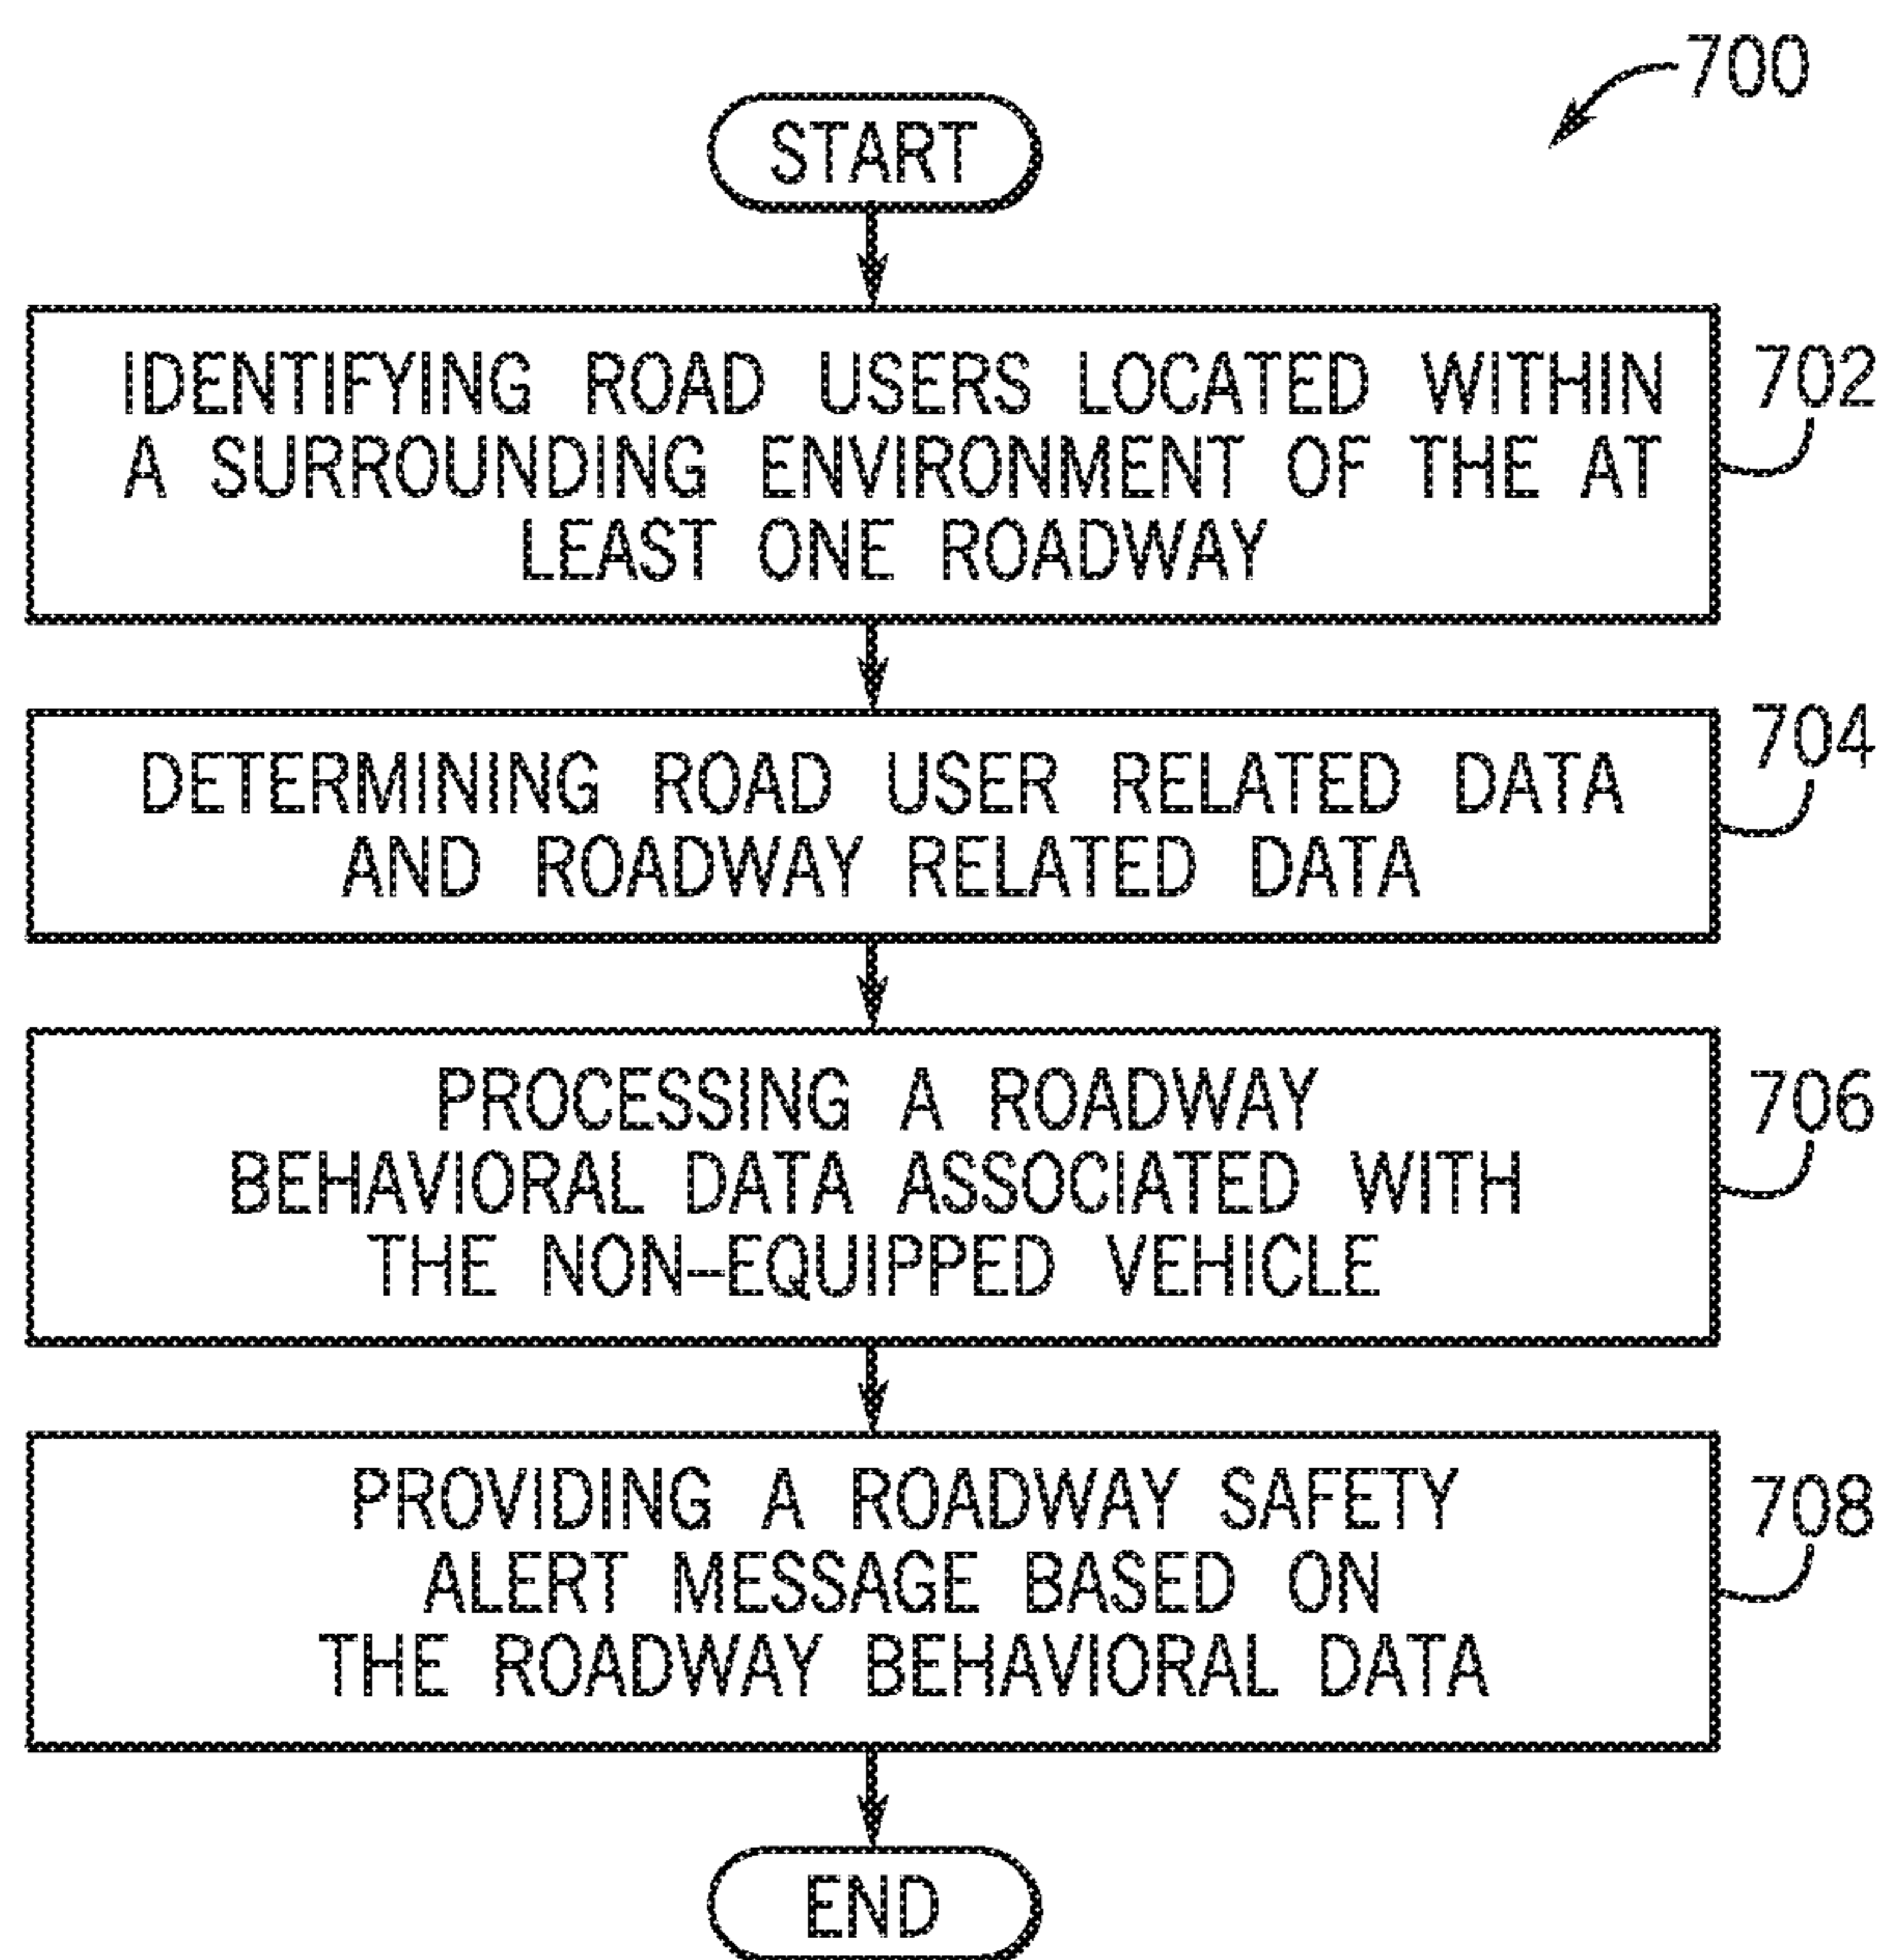 700
START
IDENTIFYING ROAD USERS LOCATED WITHIN
A SURROUNDING ENVIRONMENT OF THE AT
LEAST ONE ROADWAY
702
DETERMINING ROAD USER RELATED DATA
AND ROADWAY RELATED DATA
704
PROCESSING A ROADWAY
BEHAVIORAL DATA ASSOCIATED WITH
THE NON-EQUIPPED VEHICLE
706
PROVIDING A ROADWAY SAFETY
ALERT MESSAGE BASED ON
THE ROADWAY BEHAVIORAL DATA
708
END